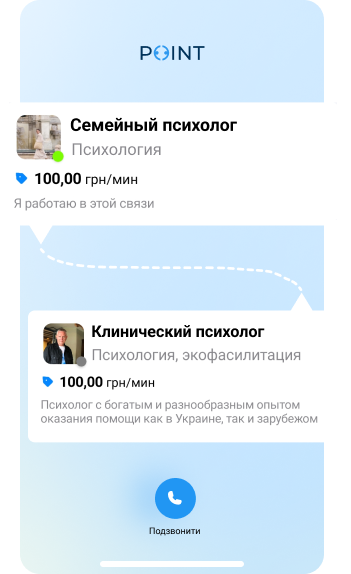 POINT
Семейный психолог
Психология
100,00 грн/мин
Я работаю в этой связи
Клинический психолог
Психология, экофасилитация
100,00 грн/мин
Психолог с богатым и разнообразным опытом
оказания помощи как в Украине, так и зарубежом
Подзвонити